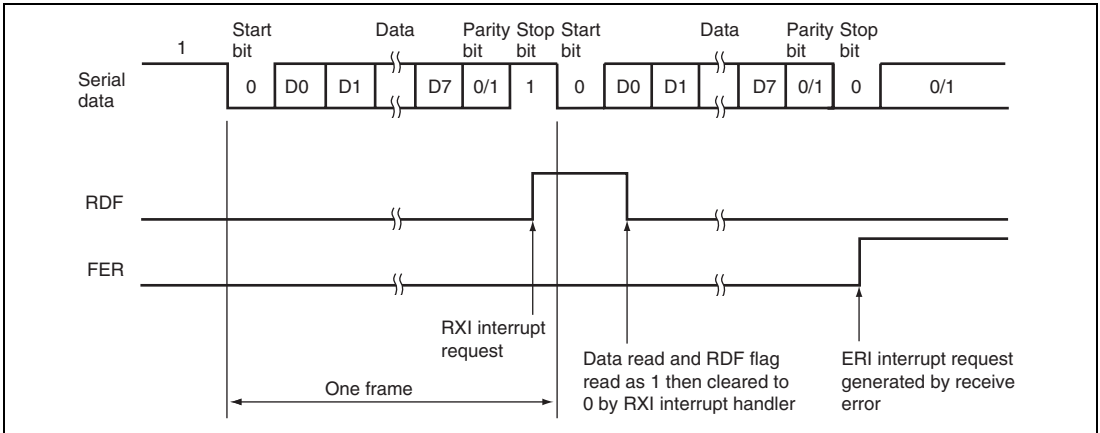 Start Data Parity Stop Start Data Parity Stop
1 bit bit bit bit bit bit
Serial
data
0 D0 D1 D7 0/1 1 0 D0 D1 D7 0/1 0 0/1
RDF
FER
RXI interrupt
request
Data read and RDF flag
read as 1 then cleared to
0 by RXI interrupt handler
ERI interrupt request
generated by receive
error
One frame